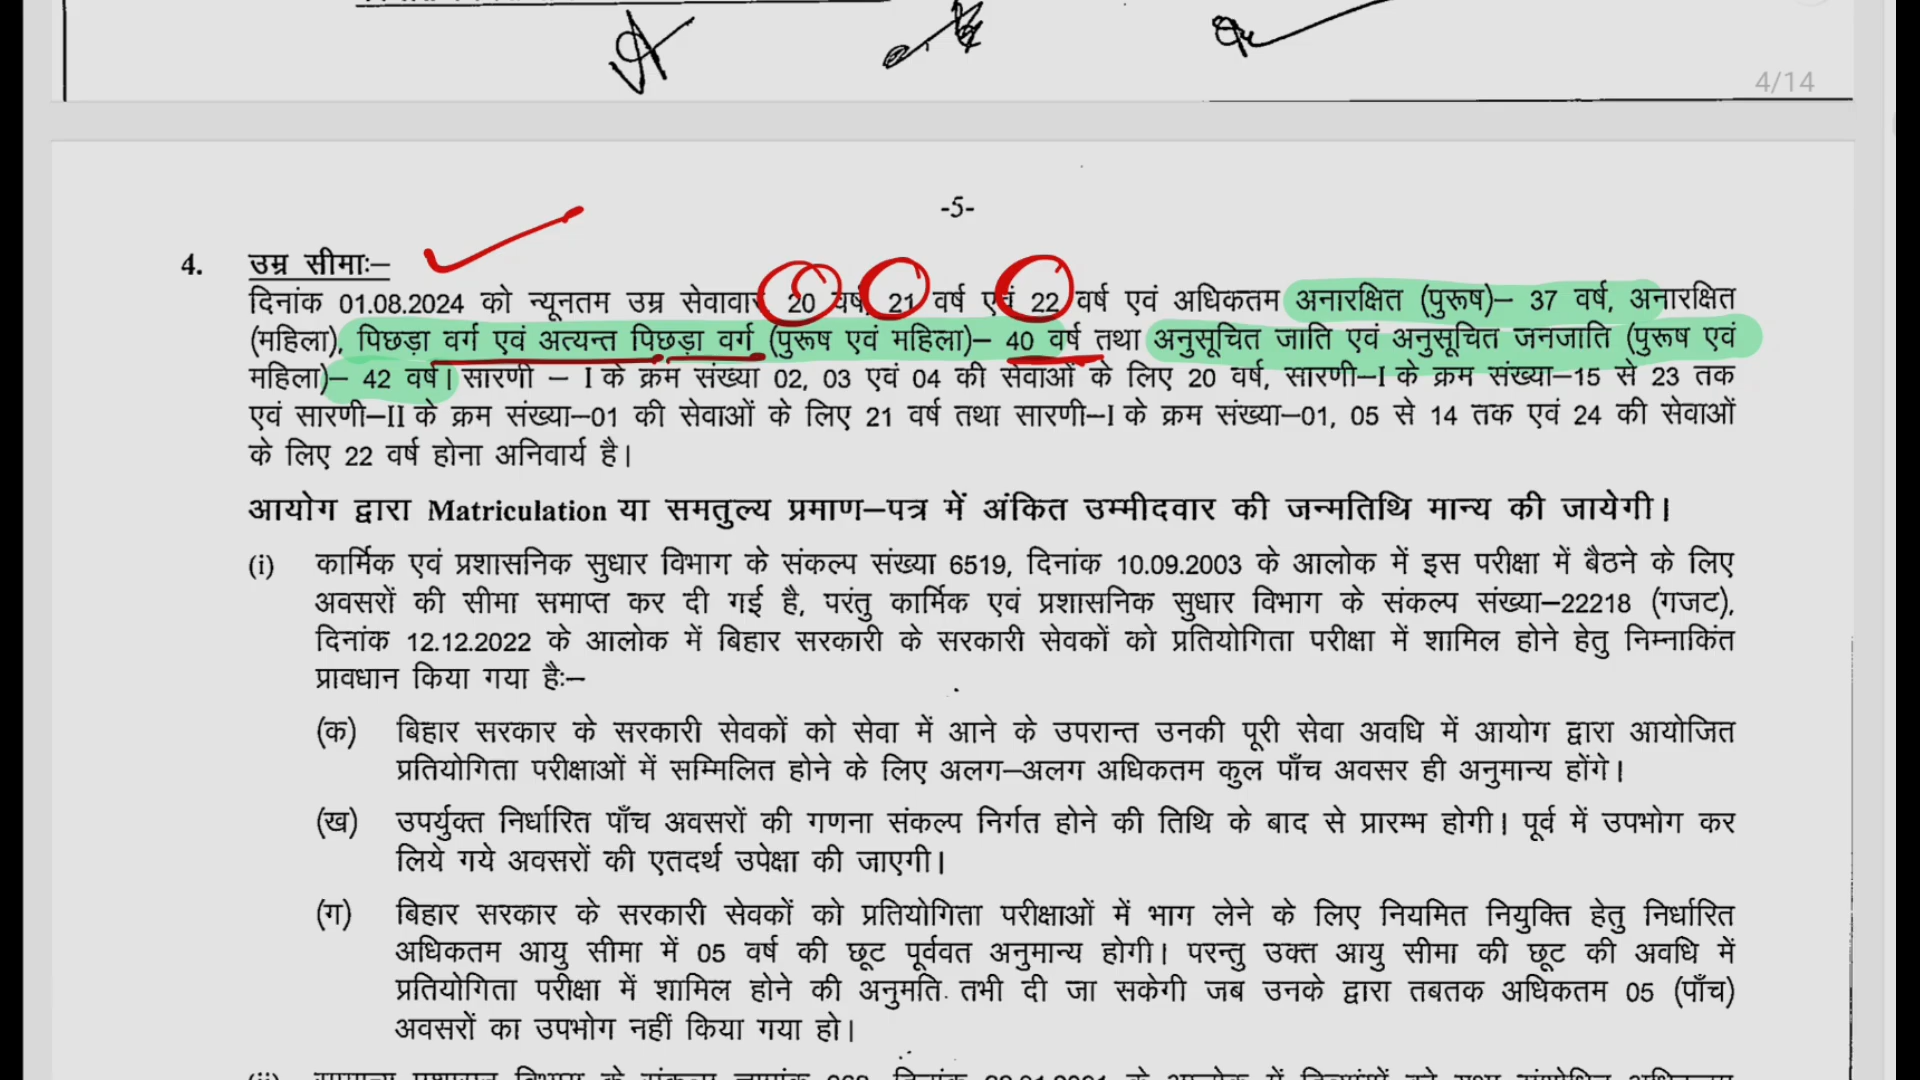 4/14
-5-
4. उम्र सीमाः–
दिनांक 01.08.2024 को न्यूनतम उम्र सेवावार 20 वर्ष, 21 वर्ष एवं 22 वर्ष एवं अधिकतम अनारक्षित (पुरूष)– 37 वर्ष, अनारक्षित
(महिला), पिछड़ा वर्ग एवं अत्यन्त पिछड़ा वर्ग (पुरूष एवं महिला)– 40 वर्ष तथा अनुसूचित जाति एवं अनुसूचित जनजाति (पुरूष एवं
महिला)– 42 वर्ष। सारणी – I के क्रम संख्या 02, 03 एवं 04 की सेवाओं के लिए 20 वर्ष, सारणी–I के क्रम संख्या–15 से 23 तक
एवं सारणी–II के क्रम संख्या–01 की सेवाओं के लिए 21 वर्ष तथा सारणी–I के क्रम संख्या–01, 05 से 14 तक एवं 24 की सेवाओं
के लिए 22 वर्ष होना अनिवार्य है।
आयोग द्वारा Matriculation या समतुल्य प्रमाण–पत्र में अंकित उम्मीदवार की जन्मतिथि मान्य की जायेगी।
(i) कार्मिक एवं प्रशासनिक सुधार विभाग के संकल्प संख्या 6519, दिनांक 10.09.2003 के आलोक में इस परीक्षा में बैठने के लिए
अवसरों की सीमा समाप्त कर दी गई है, परंतु कार्मिक एवं प्रशासनिक सुधार विभाग के संकल्प संख्या–22218 (गजट),
दिनांक 12.12.2022 के आलोक में बिहार सरकारी के सरकारी सेवकों को प्रतियोगिता परीक्षा में शामिल होने हेतु निम्नाकिंत
प्रावधान किया गया हैः–
(क) बिहार सरकार के सरकारी सेवकों को सेवा में आने के उपरान्त उनकी पूरी सेवा अवधि में आयोग द्वारा आयोजित
प्रतियोगिता परीक्षाओं में सम्मिलित होने के लिए अलग–अलग अधिकतम कुल पाँच अवसर ही अनुमान्य होंगे।
(ख) उपर्युक्त निर्धारित पाँच अवसरों की गणना संकल्प निर्गत होने की तिथि के बाद से प्रारम्भ होगी। पूर्व में उपभोग कर
लिये गये अवसरों की एतदर्थ उपेक्षा की जाएगी।
(ग) बिहार सरकार के सरकारी सेवकों को प्रतियोगिता परीक्षाओं में भाग लेने के लिए नियमित नियुक्ति हेतु निर्धारित
अधिकतम आयु सीमा में 05 वर्ष की छूट पूर्ववत अनुमान्य होगी। परन्तु उक्त आयु सीमा की छूट की अवधि में
प्रतियोगिता परीक्षा में शामिल होने की अनुमति तभी दी जा सकेगी जब उनके द्वारा तबतक अधिकतम 05 (पाँच)
अवसरों का उपभोग नहीं किया गया हो।